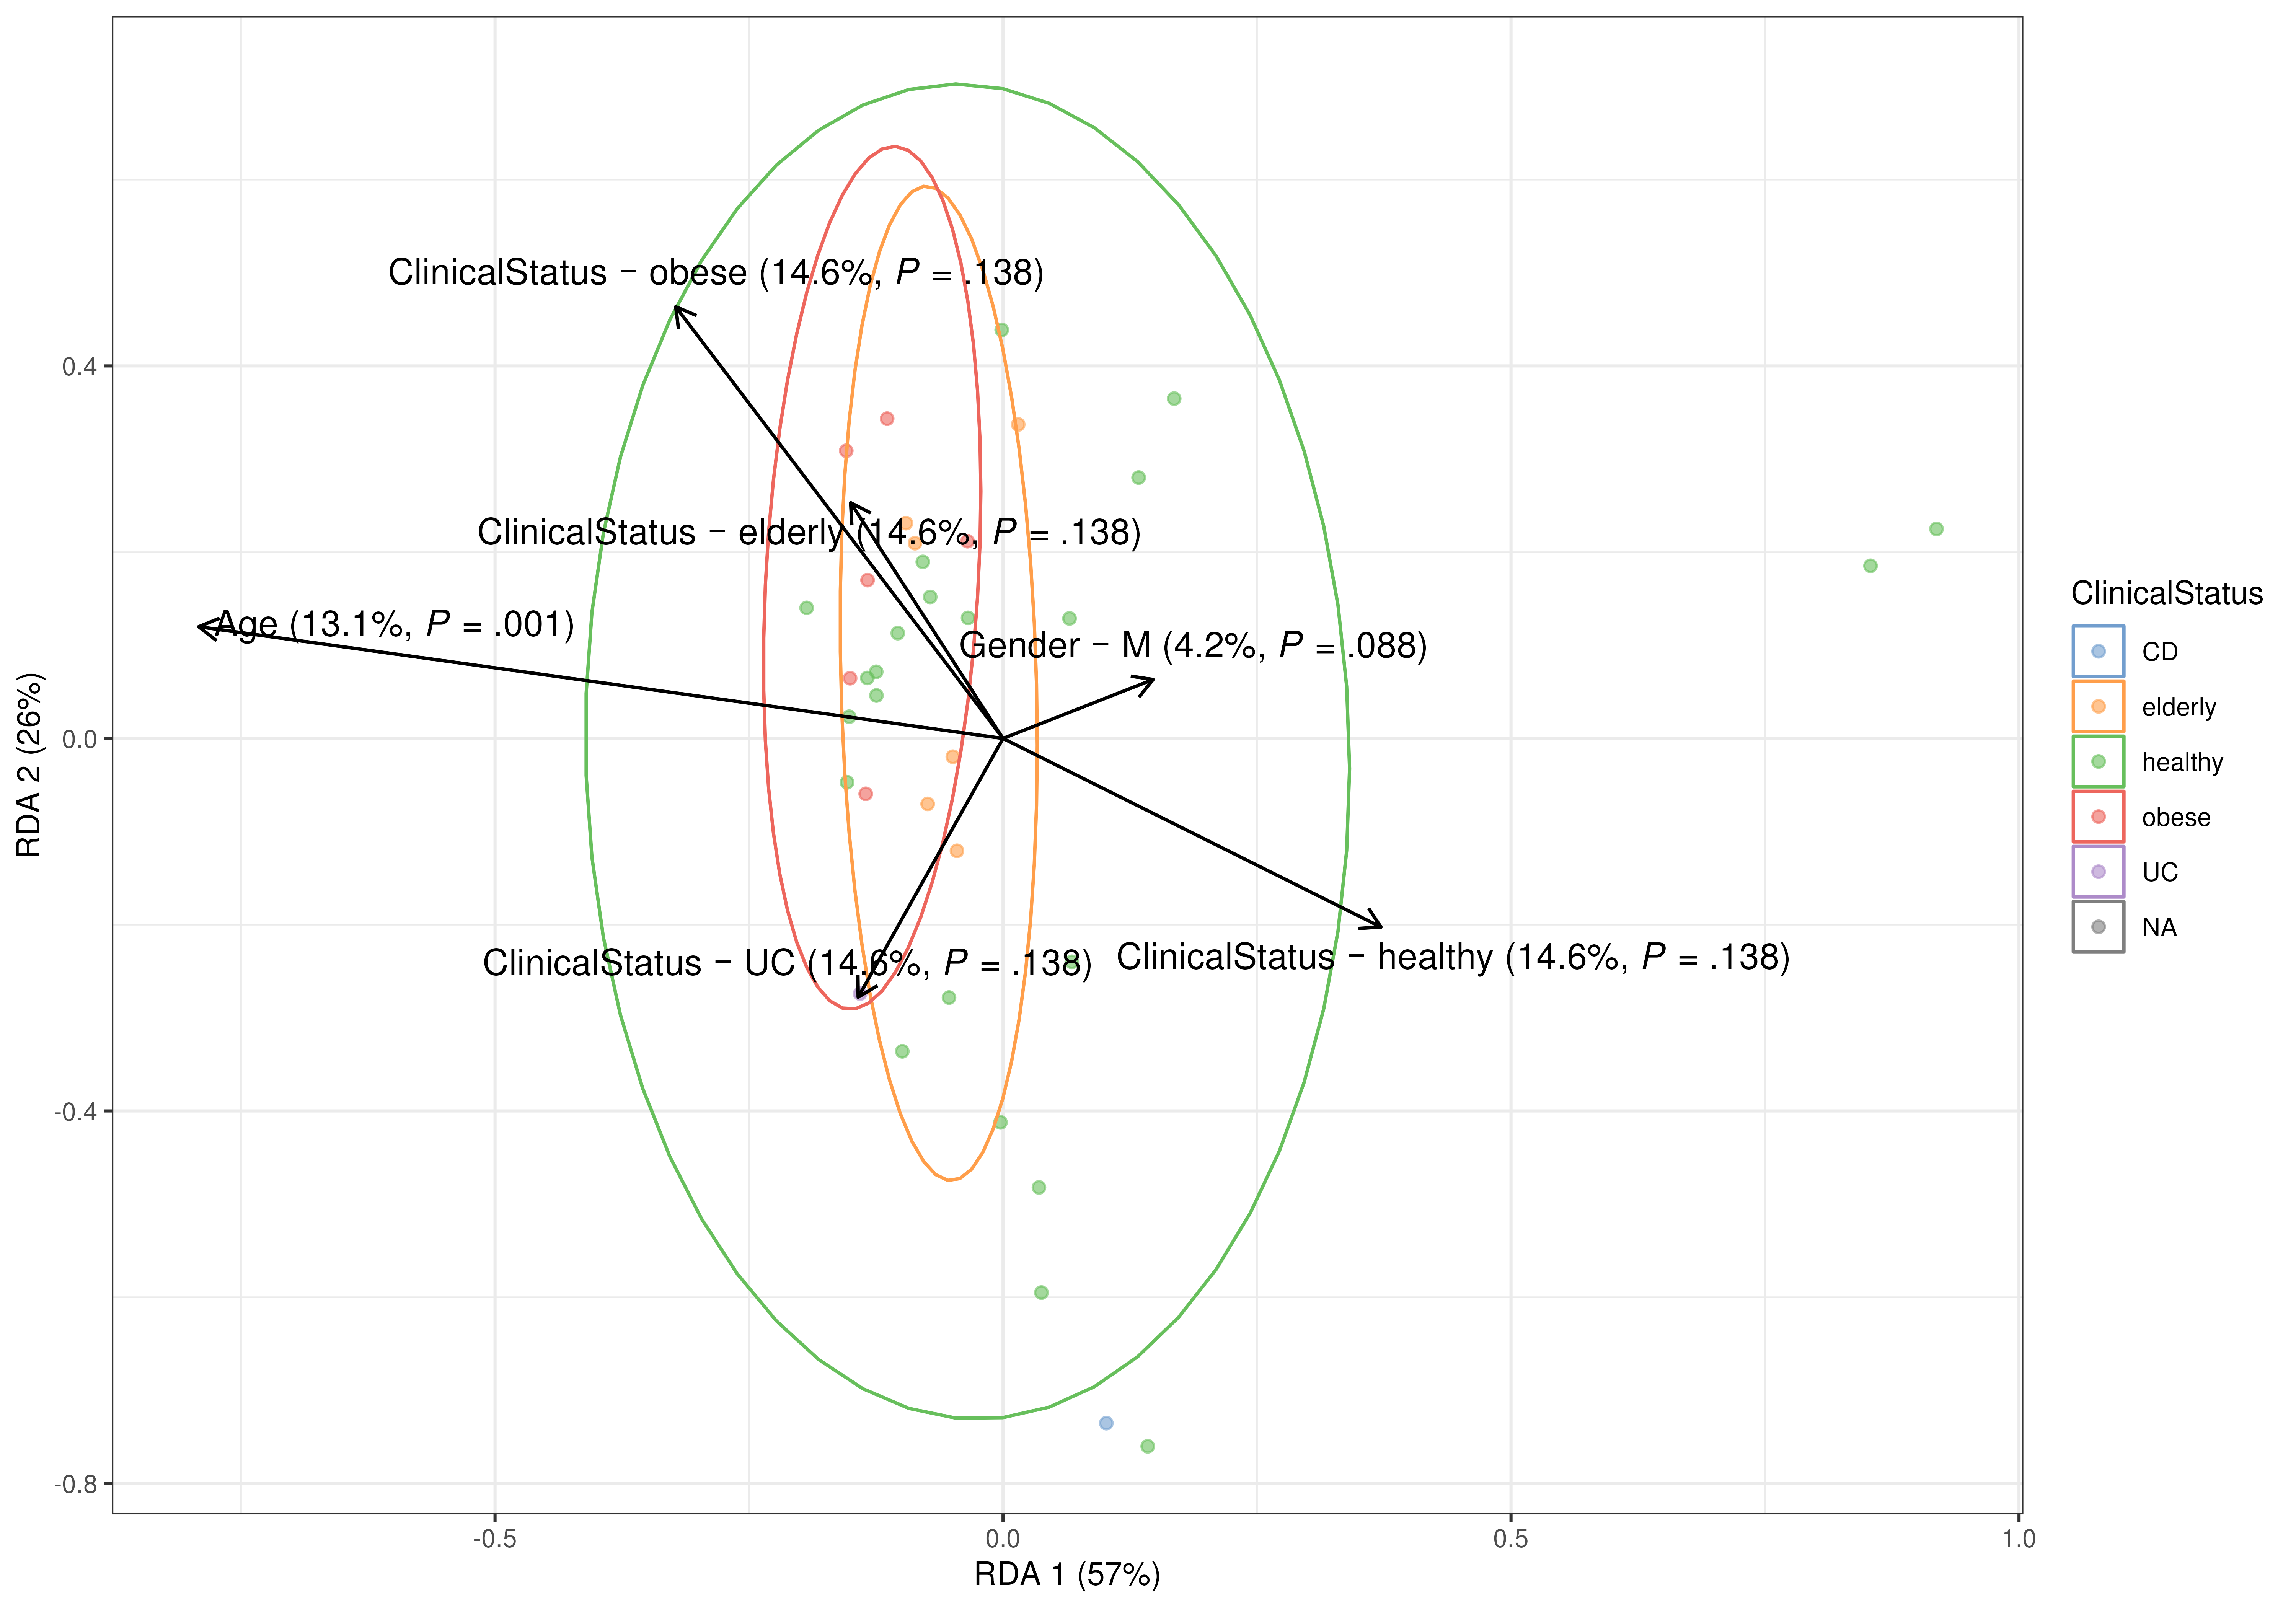 ClinicalStatus − obese (14.6%, P = .138)
ClinicalStatus − elderly (14.6%, P = .138)
Age (13.1%, P = .001)
Gender − M (4.2%, P = .088)
ClinicalStatus − UC (14.6%, P = .138)
ClinicalStatus − healthy (14.6%, P = .138)
0.4
0.0
-0.4
-0.8
RDA 2 (26%)
-0.5
0.0
0.5
1.0
RDA 1 (57%)
ClinicalStatus
CD
elderly
healthy
obese
UC
NA